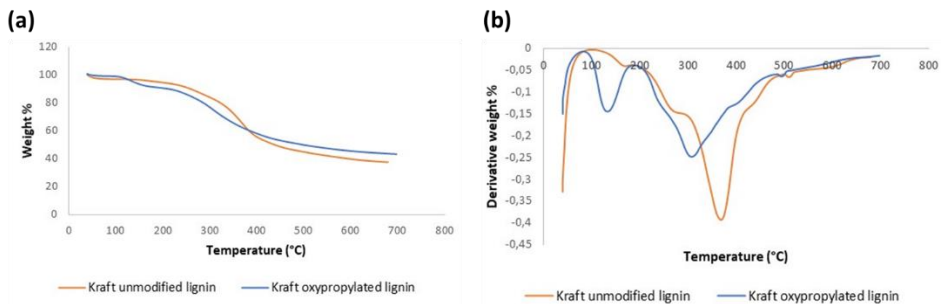 (a)
120
100
80
60
40
20
0
Weight %
0 100 200 300 400 500 600 700 800
Temperature (°C)
Kraft unmodified lignin Kraft oxypropylated lignin
(b)
0
-0,05
-0,1
-0,15
-0,2
-0,25
-0,3
-0,35
-0,4
-0,45
Derivative weight %
0 100 200 300 400 500 600 700 800
Temperature (°C)
Kraft unmodified lignin Kraft oxypropylated lignin